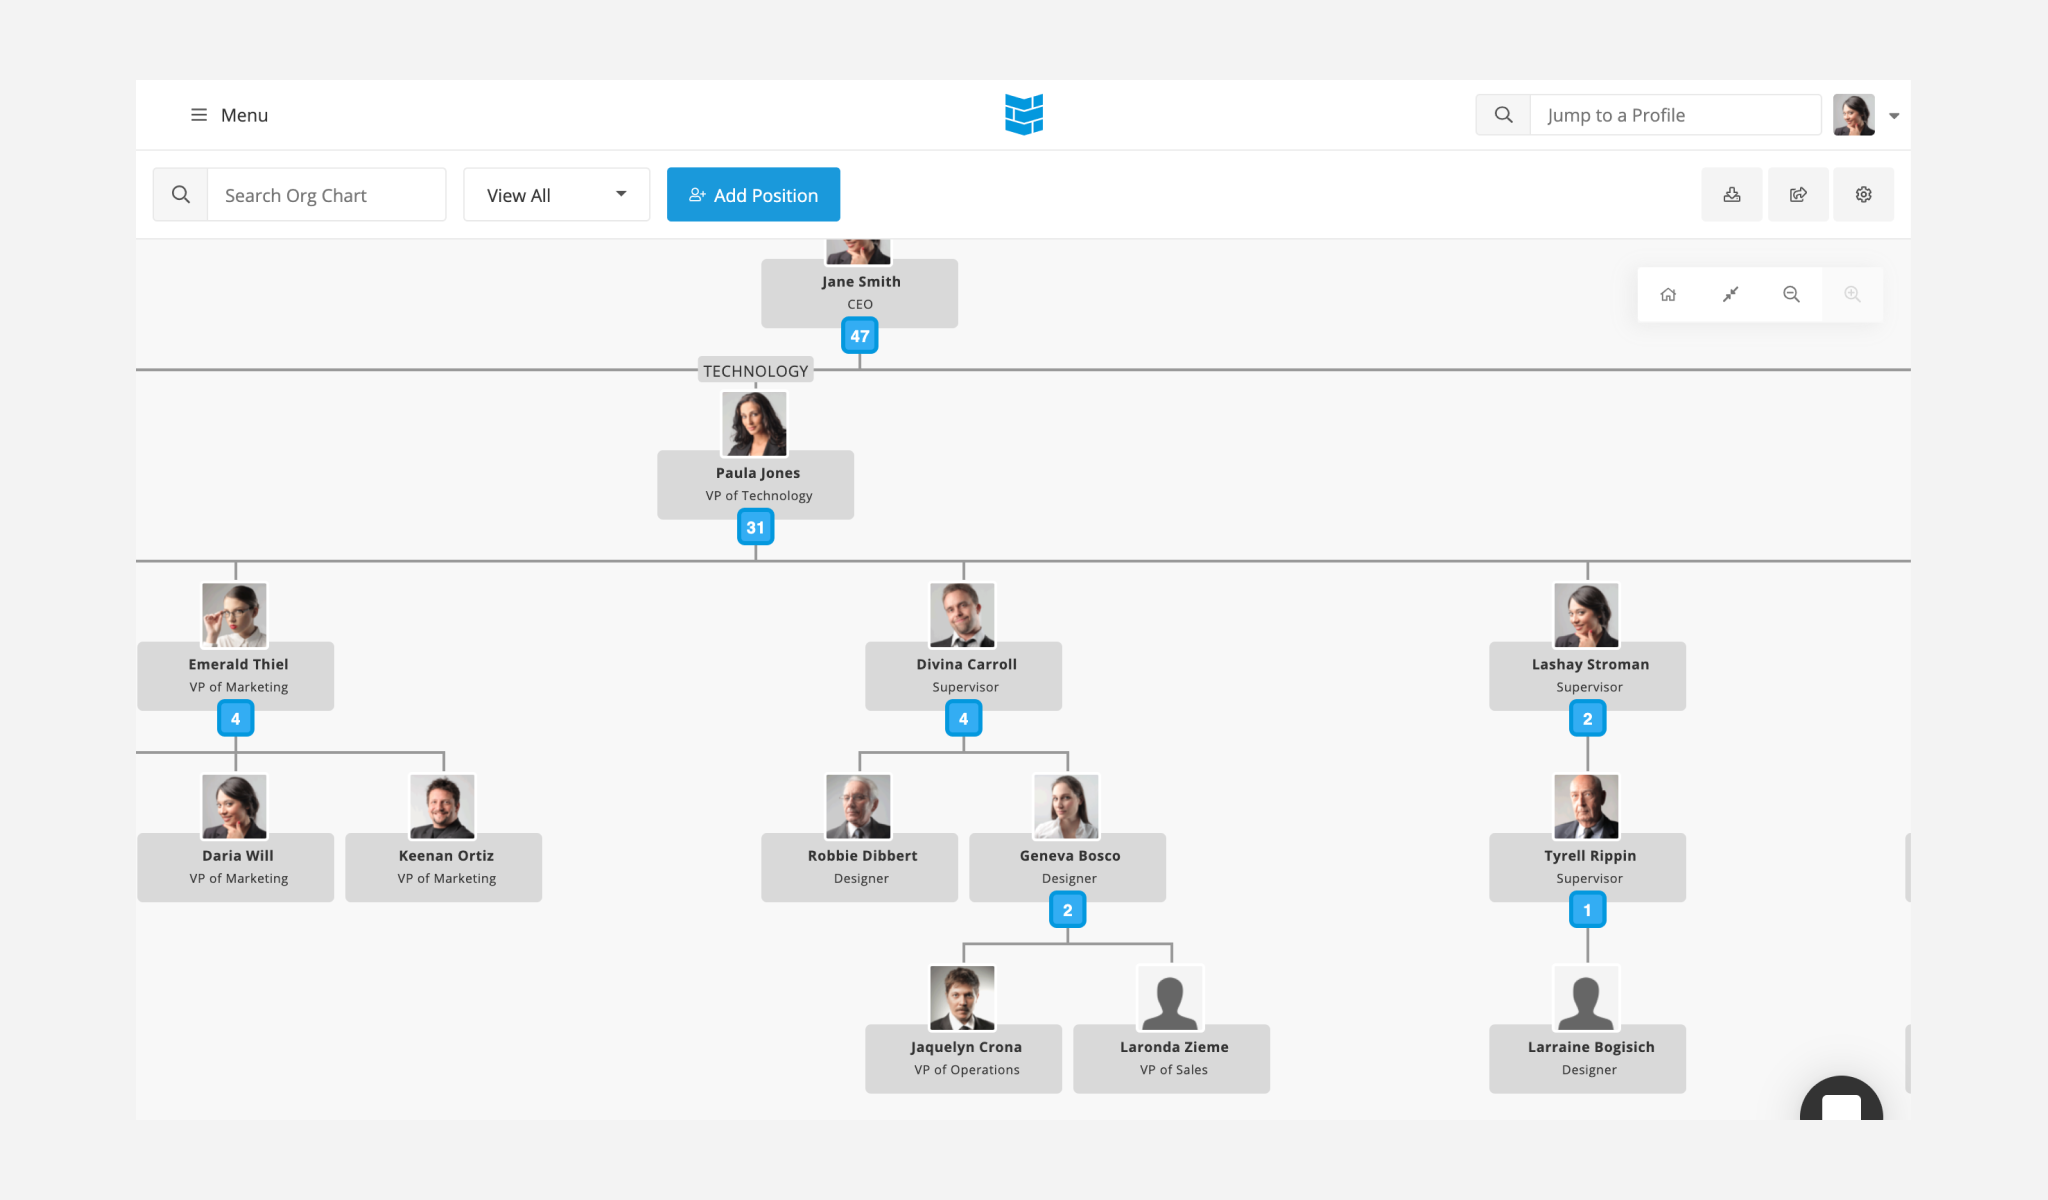 Menu
Jump to a Profile
Search Org Chart
View All
Add Position
Jane Smith
CEO
47
TECHNOLOGY
Paula Jones
VP of Technology
31
Emerald Thiel
VP of Marketing
4
Divina Carroll
Supervisor
4
Lashay Stroman
Supervisor
2
Daria Will
VP of Marketing
Keenan Ortiz
VP of Marketing
Robbie Dibbert
Designer
Geneva Bosco
Designer
2
Tyrell Rippin
Supervisor
1
Jaquelyn Crona
VP of Operations
Laronda Zieme
VP of Sales
Larraine Bogisich
Designer